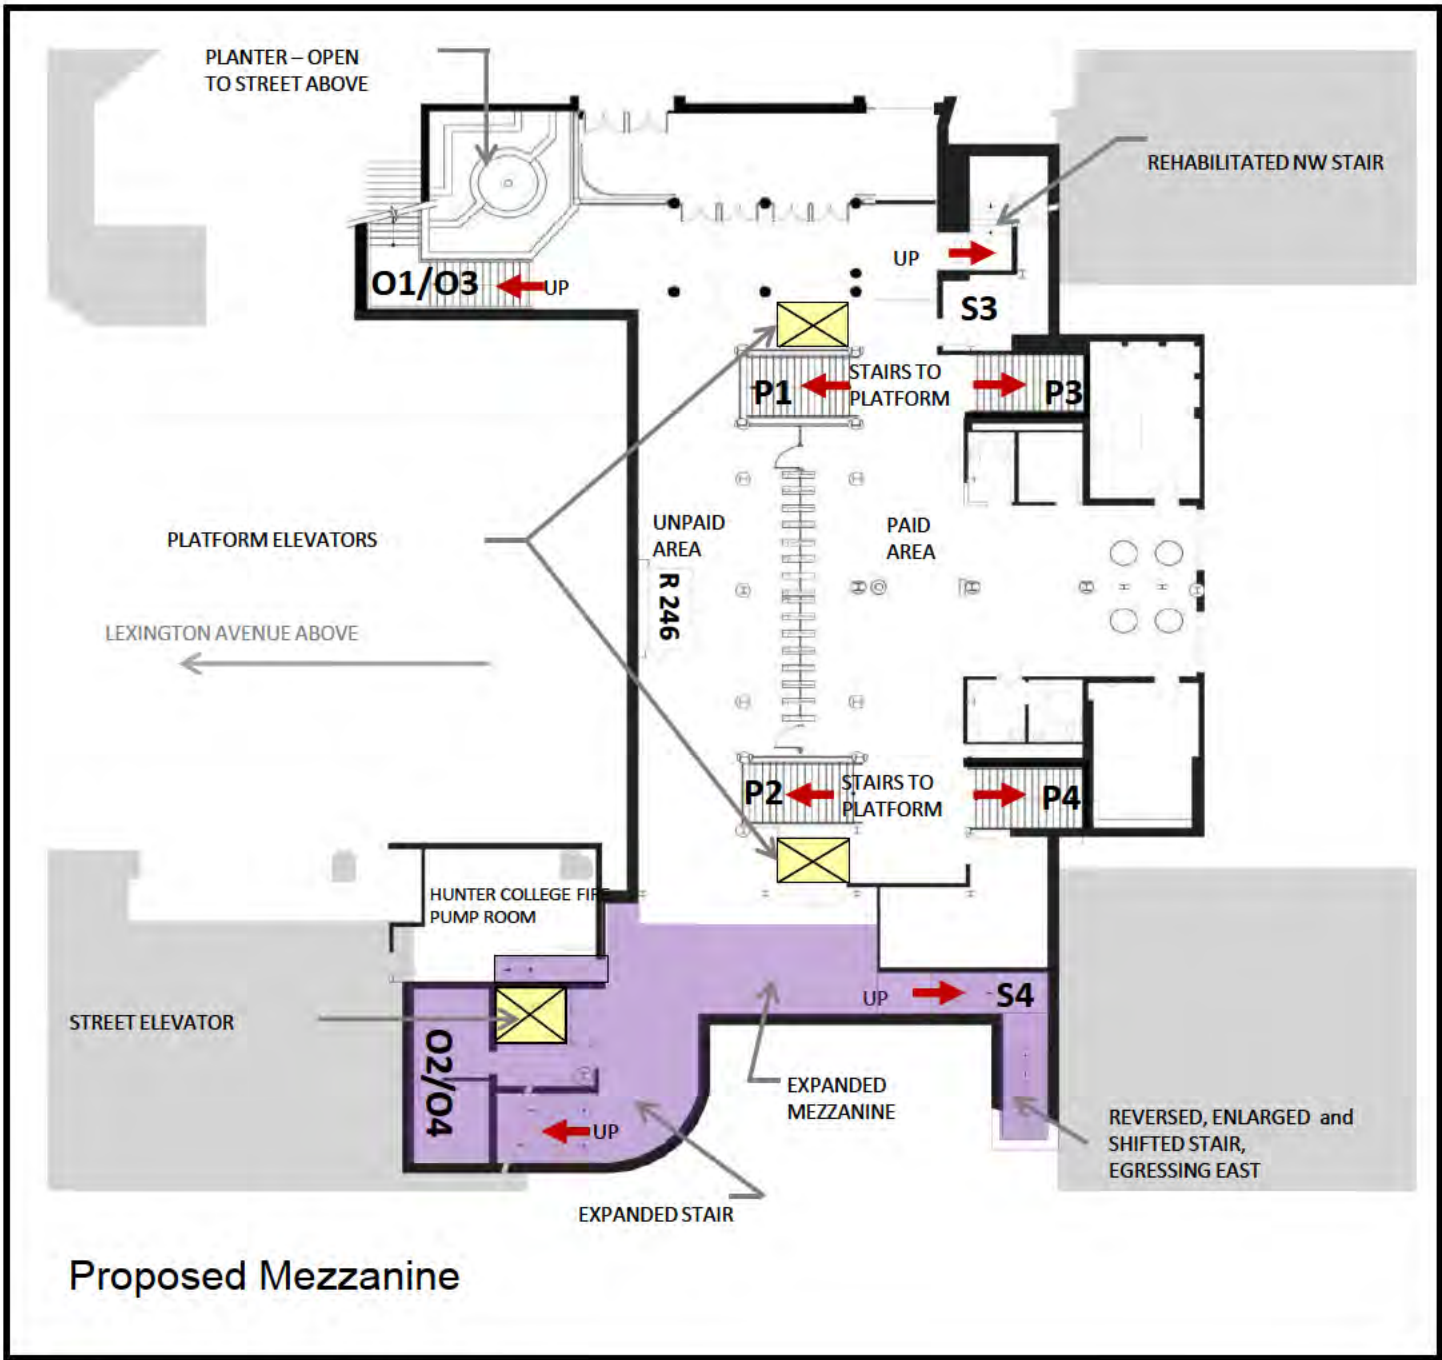 PLANTER – OPEN
TO STREET ABOVE
REHABILITATED NW STAIR
UP
O1/O3
UP
S3
P1
STAIRS TO
PLATFORM
P3
UNPAID
AREA
PAID
AREA
PLATFORM ELEVATORS
R 246
LEXINGTON AVENUE ABOVE
P2
STAIRS TO
PLATFORM
P4
HUNTER COLLEGE FIRE
PUMP ROOM
UP
S4
STREET ELEVATOR
O2/O4
EXPANDED
MEZZANINE
UP
REVERSED, ENLARGED and
SHIFTED STAIR,
EGRESSING EAST
EXPANDED STAIR
Proposed Mezzanine